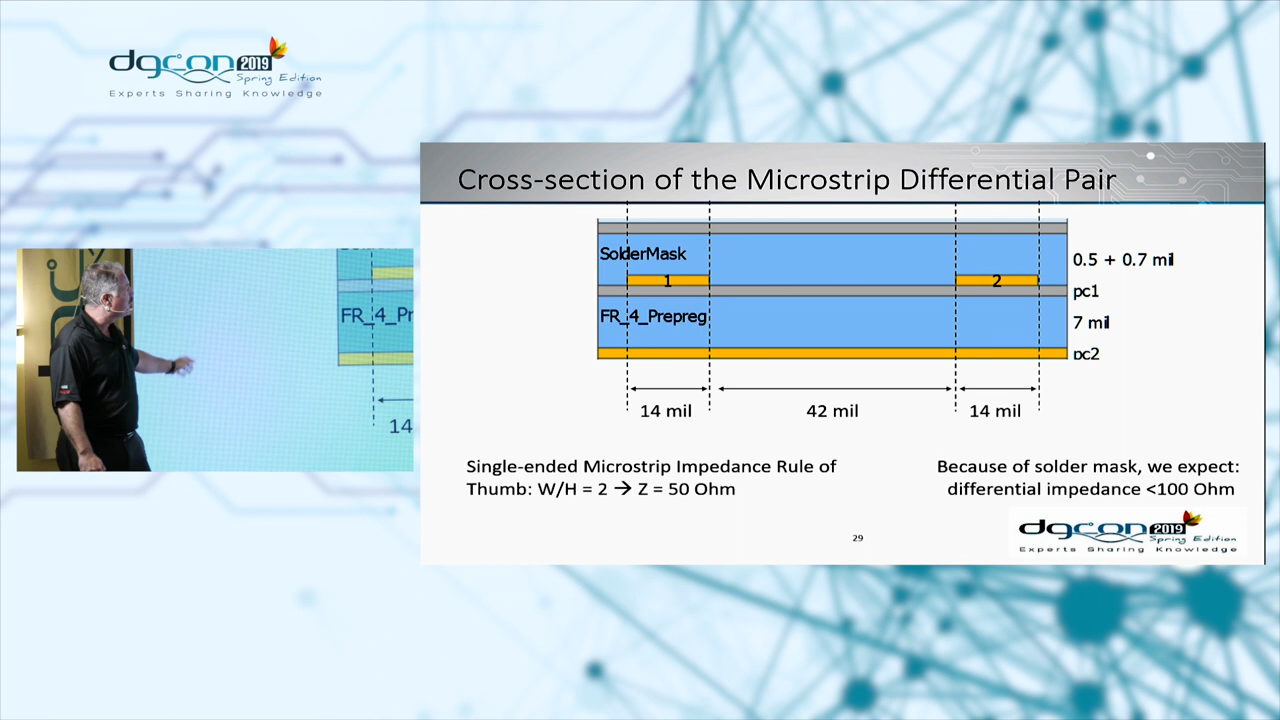 dgcon 2019
Spring Edition
Experts Sharing Knowledge
Cross-section of the Microstrip Differential Pair
SolderMask
0.5 + 0.7 mil
1
2
pc1
FR_4_Prepreg
7 mil
pc2
14 mil
42 mil
14 mil
FR_4_Pr
14
Single-ended Microstrip Impedance Rule of
Thumb: W/H = 2 → Z = 50 Ohm
Because of solder mask, we expect:
differential impedance <100 Ohm
29
dgcon 2019
Spring Edition
Experts Sharing Knowledge